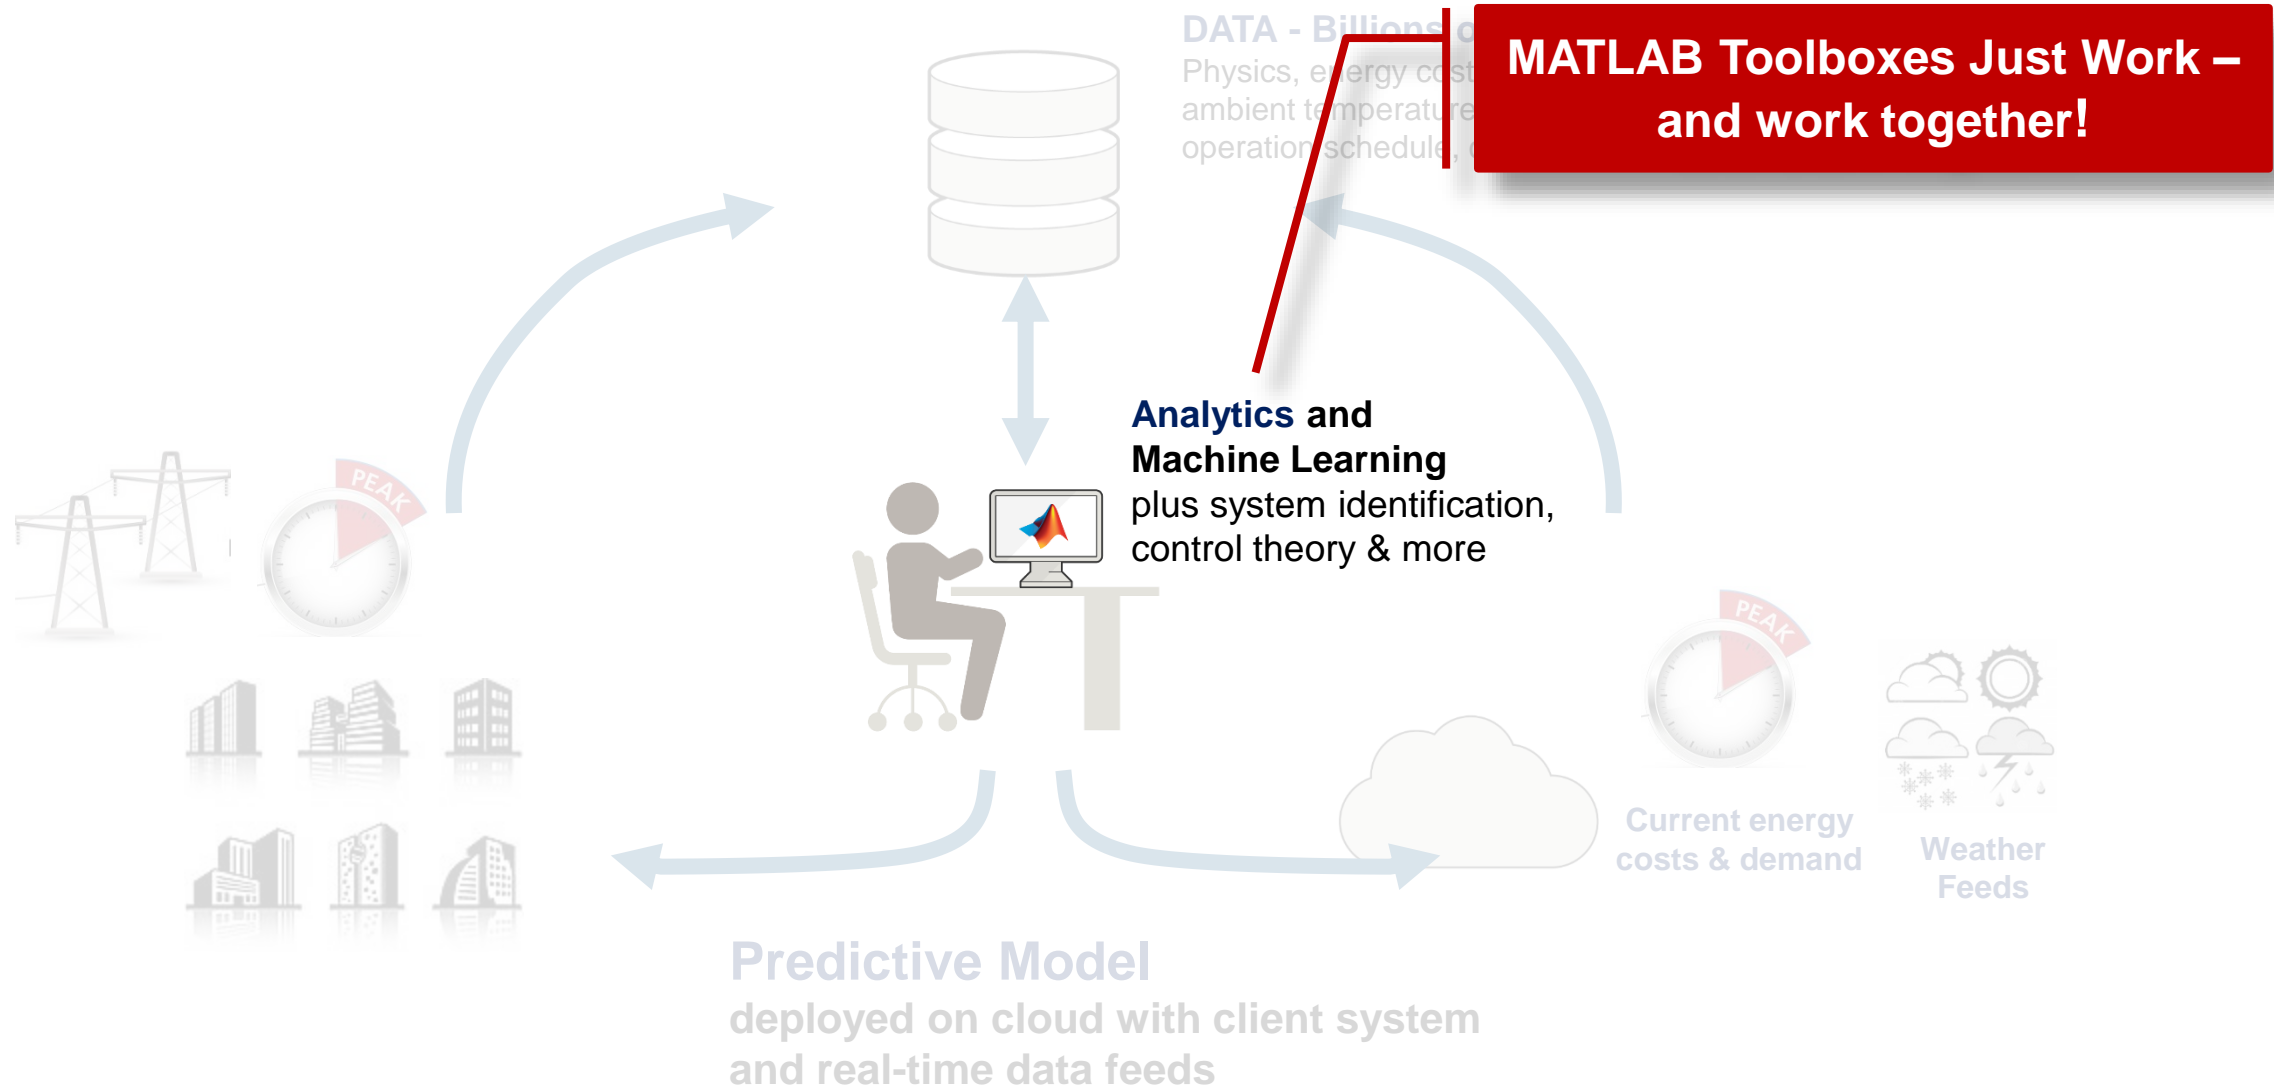 DATA - Billions
Physics, energy cost
ambient temperature
operation schedule,
MATLAB Toolboxes Just Work –
and work together!
Analytics and
Machine Learning
plus system identification,
control theory & more
PEAK
PEAK
Current energy
costs & demand
Weather
Feeds
Predictive Model
deployed on cloud with client system
and real-time data feeds